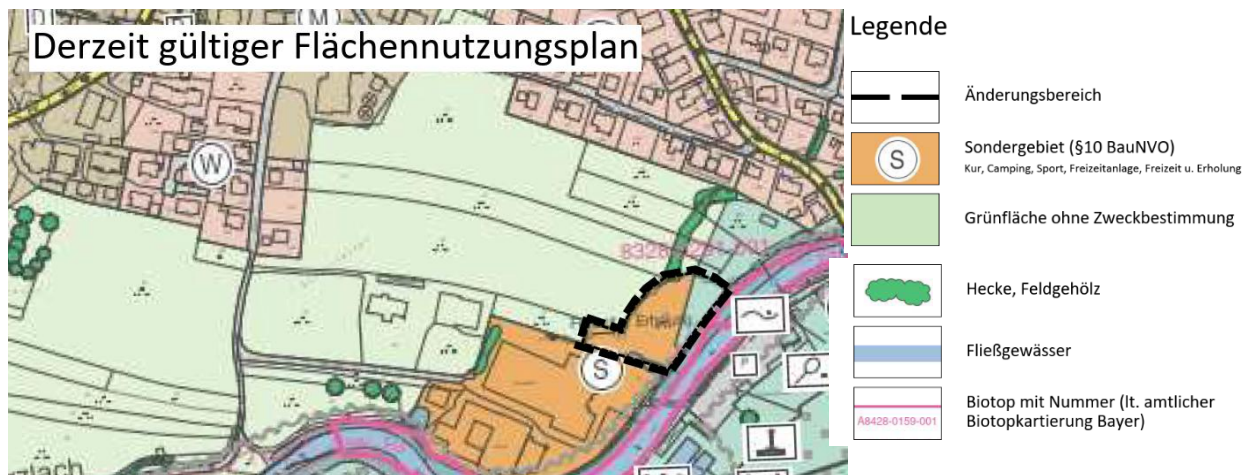 M
Derzeit gültiger Flächennutzungsplan
W
S
P
Legende
Änderungsbereich
S
Sondergebiet (§10 BauNVO)
Kur, Camping, Sport, Freizeitanlage, Freizeit u. Erholung
Grünfläche ohne Zweckbestimmung
Hecke, Feldgehölz
Fließgewässer
A8428-0159-001
Biotop mit Nummer (lt. amtlicher
Biotopkartierung Bayer)